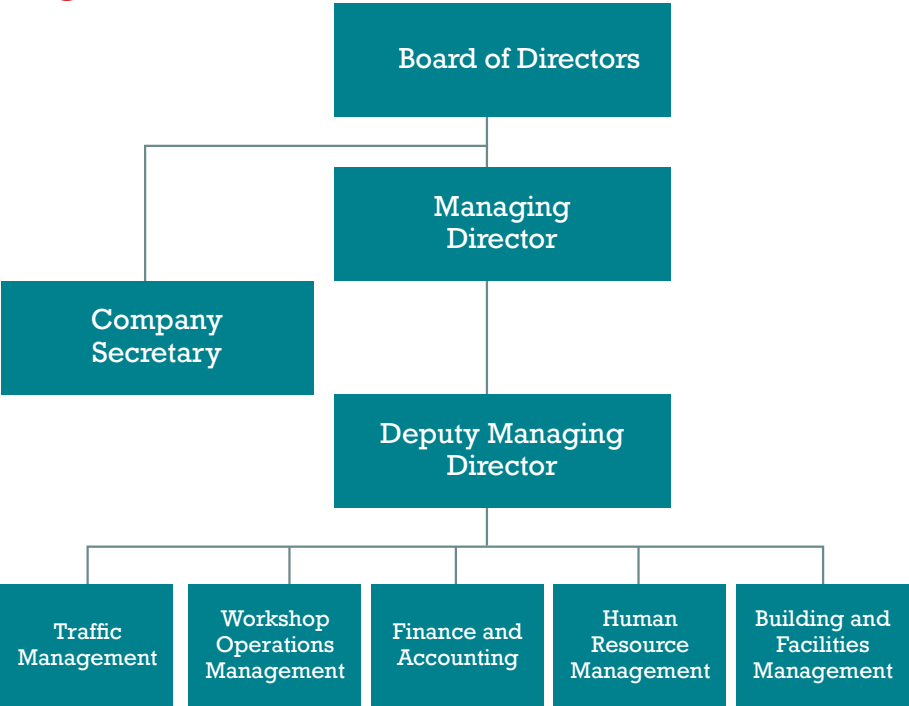 Board of Directors
Managing
Director
Company
Secretary
Deputy Managing
Director
Traffic
Management
Workshop
Operations
Management
Finance and
Accounting
Human
Resource
Management
Building and
Facilities
Management